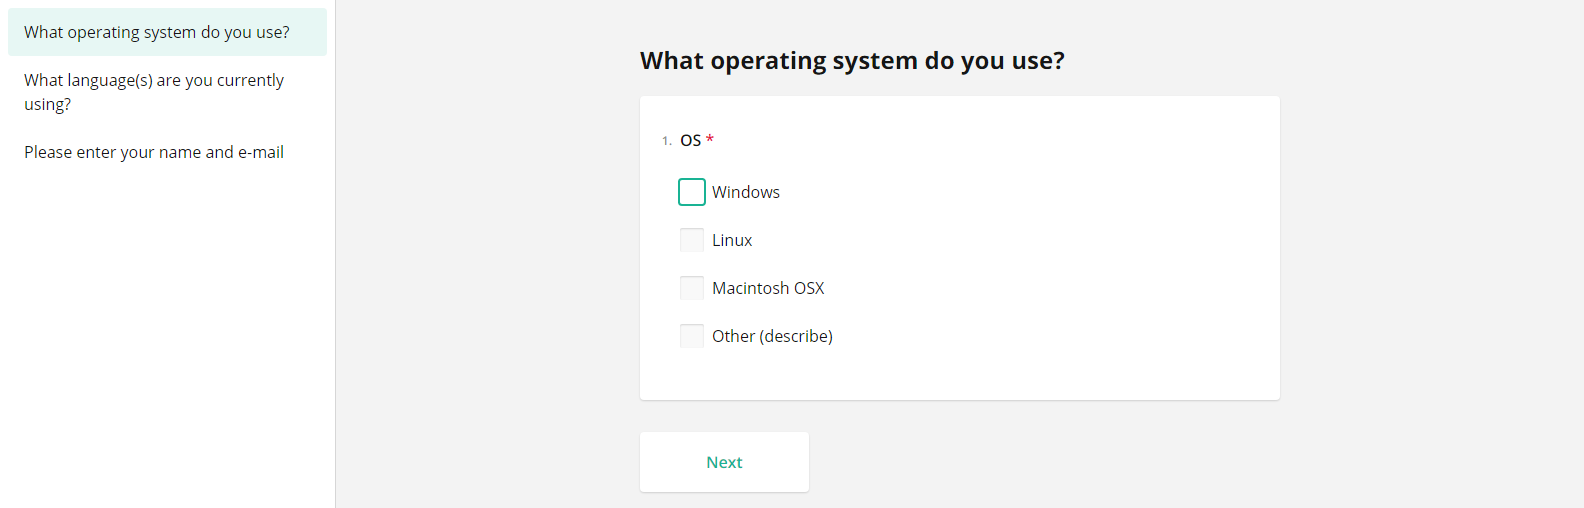 What operating system do you use?
What language(s) are you currently
using?
Please enter your name and e-mail
What operating system do you use?
1. OS *
Windows
Linux
Macintosh OSX
Other (describe)
Next